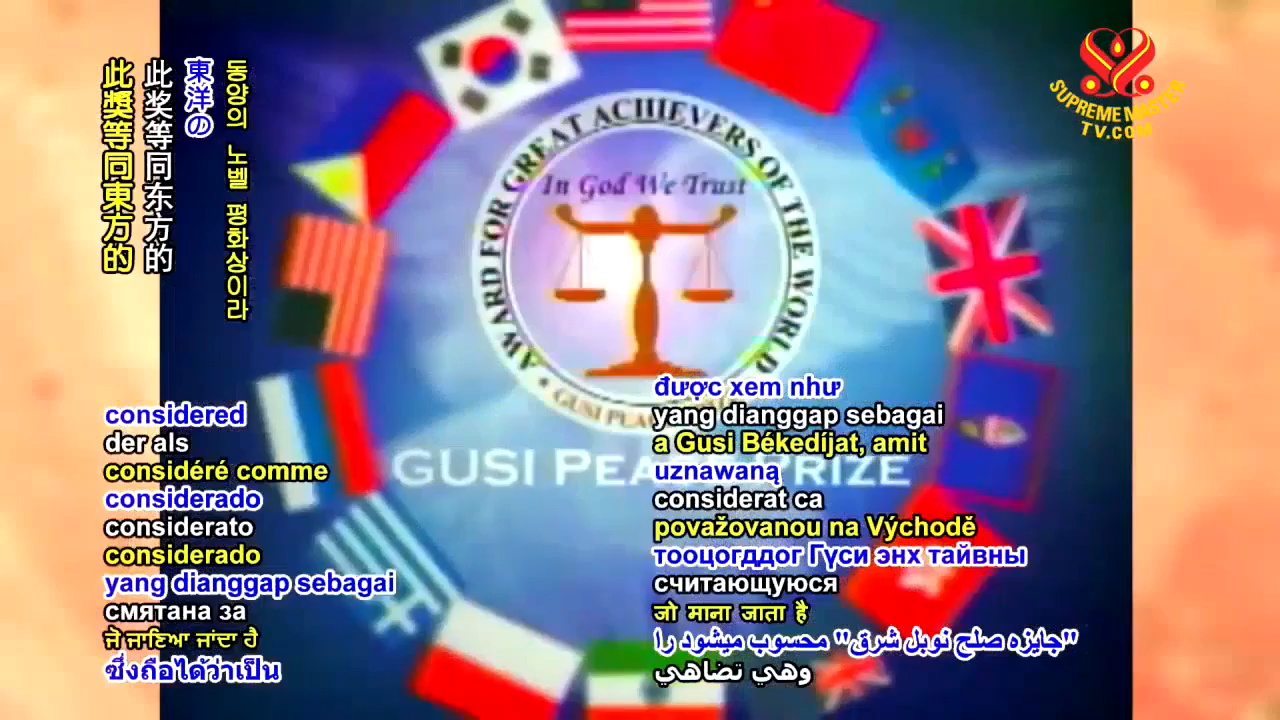 此獎等同東方的
此奖等同东方的
東洋の
동양의 노벨 평화상이라
SUPREME MASTER
TV.COM
AWARD FOR GREAT ACHIEVERS OF THE WORLD
In God We Trust
GUSI PEACE PRIZE
considered
der als
considéré comme
considerado
considerato
considerado
yang dianggap sebagai
смятана за
ਜੋ ਜਾਣਿਆ ਜਾਂਦਾ ਹੈ
ซึ่งถือได้ว่าเป็น
được xem như
yang dianggap sebagai
a Gusi Békedíjat, amit
uznawaną
considerat ca
považovanou na Východě
тооцогддог Гүси энх тайвны
считающуюся
जो माना जाता है
"جایزه صلح نوبل شرق" محسوب میشود را
وهي تضاهي